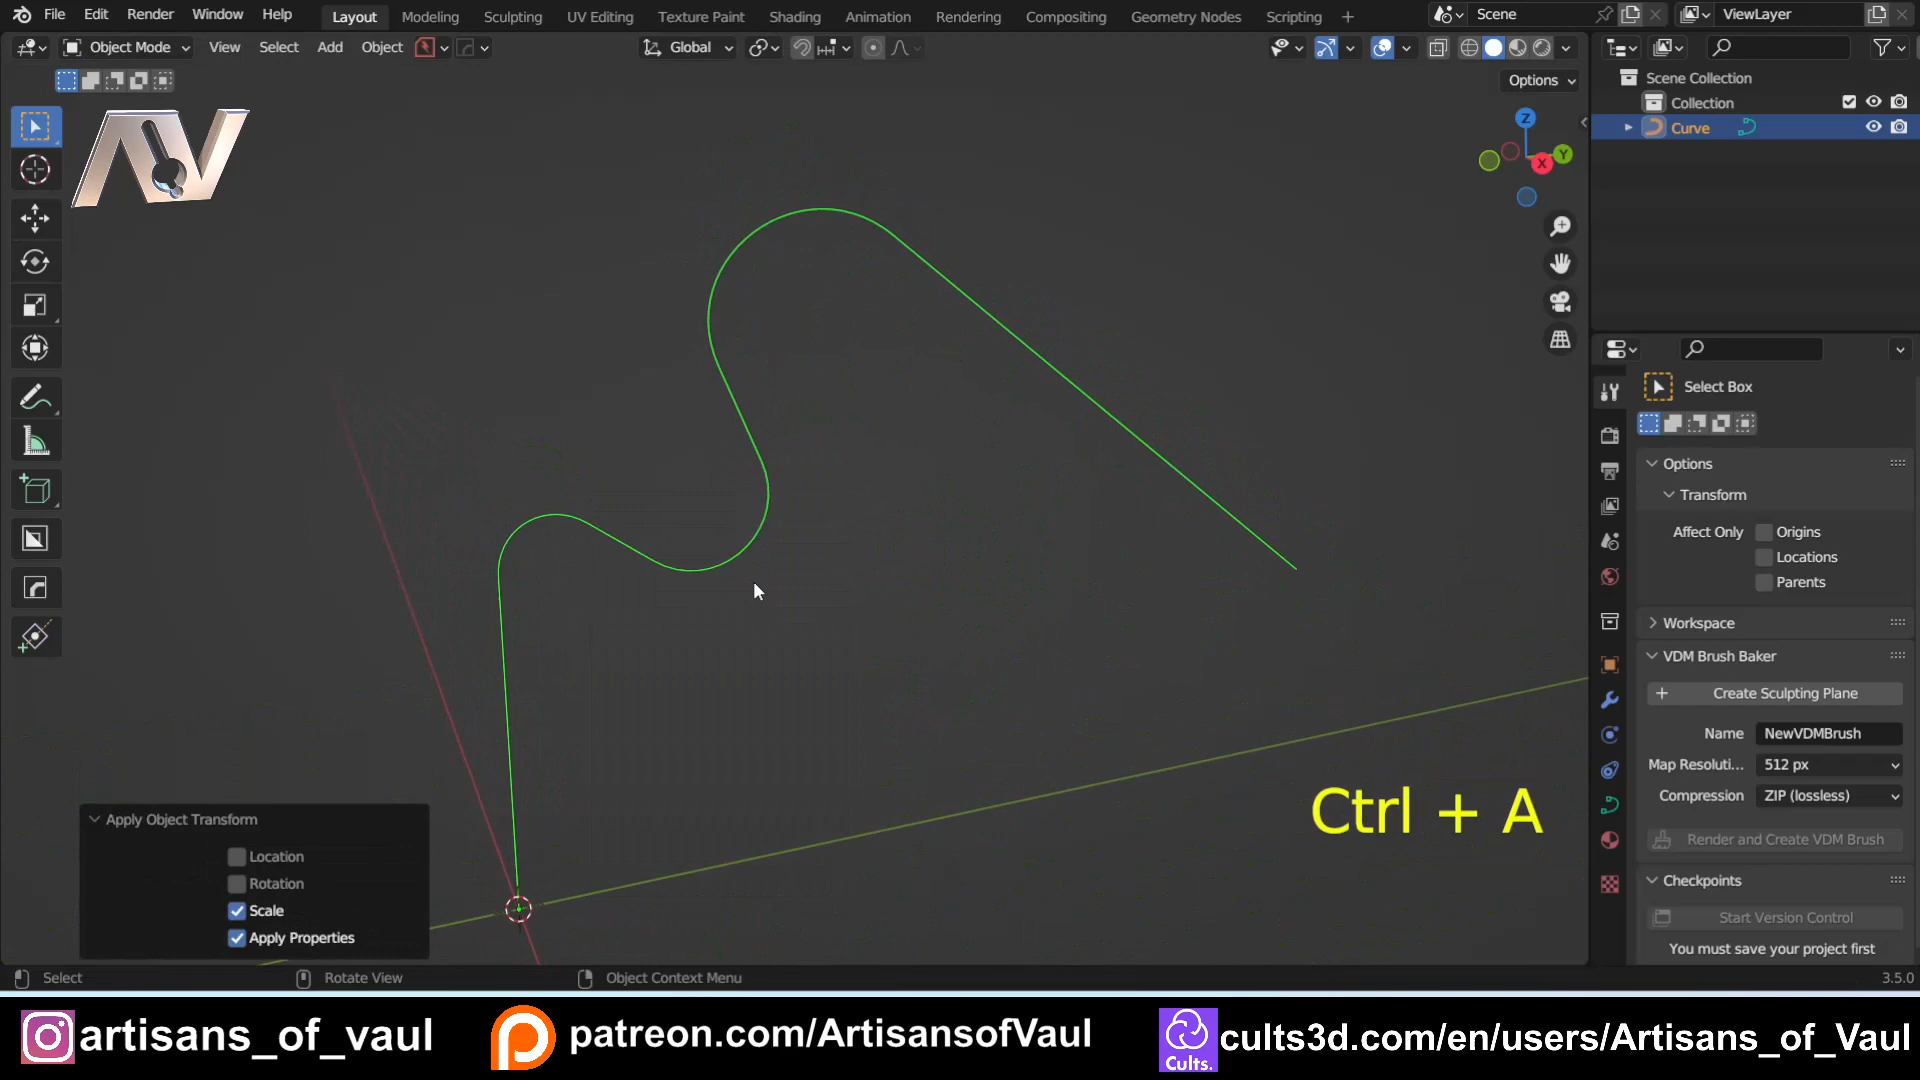 File Edit Render Window Help Layout Modeling Sculpting UV Editing Texture Paint Shading Animation Rendering Compositing Geometry Nodes Scripting + Scene ViewLayer
Object Mode View Select Add Object Global
Options
Scene Collection
Collection
Curve
Z
Y
X
Select Box
Options
Transform
Affect Only Origins
Locations
Parents
Workspace
VDM Brush Baker
+ Create Sculpting Plane
Name NewVDMBrush
Map Resoluti... 512 px
Compression ZIP (lossless)
Render and Create VDM Brush
Checkpoints
Start Version Control
You must save your project first
Ctrl + A
Apply Object Transform
Location
Rotation
Scale
Apply Properties
Select Rotate View Object Context Menu 3.5.0
artisans_of_vaul patreon.com/ArtisansofVaul Cults. cults3d.com/en/users/Artisans_of_Vaul